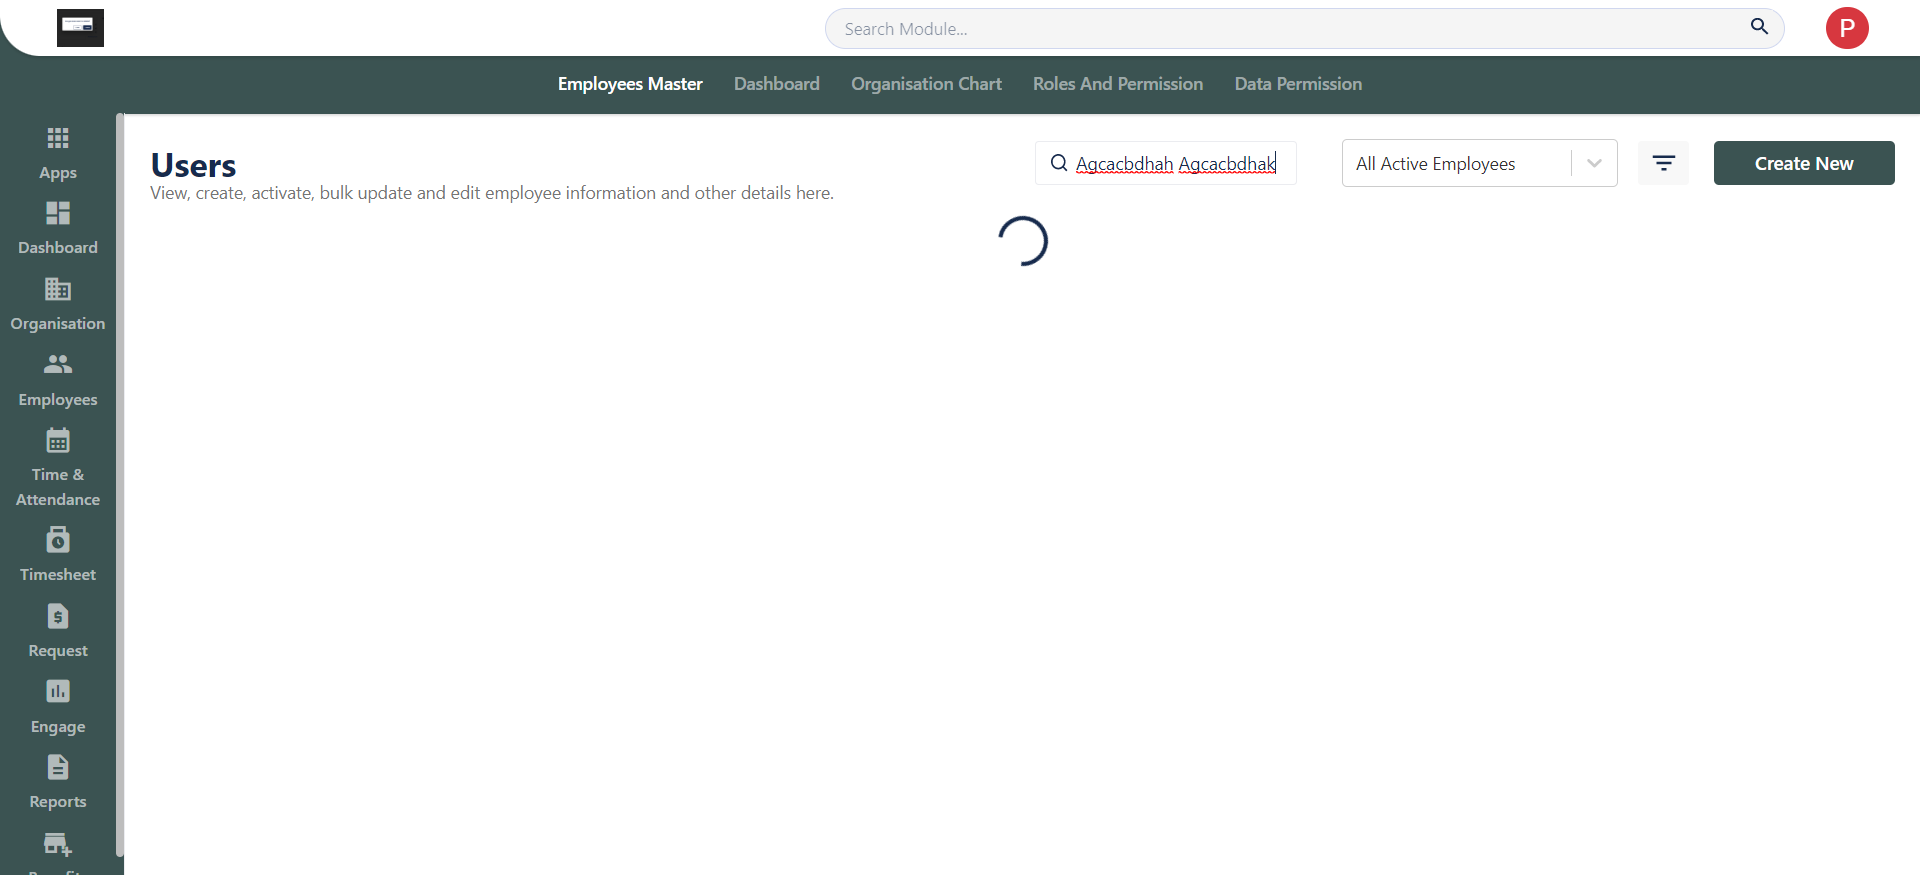 Search Module...
P
Employees Master Dashboard Organisation Chart Roles And Permission Data Permission
Apps
Dashboard
Organisation
Employees
Time &
Attendance
Timesheet
Request
Engage
Reports
Users
View, create, activate, bulk update and edit employee information and other details here.
Agcacbdhah Agcacbdhak
All Active Employees
Create New